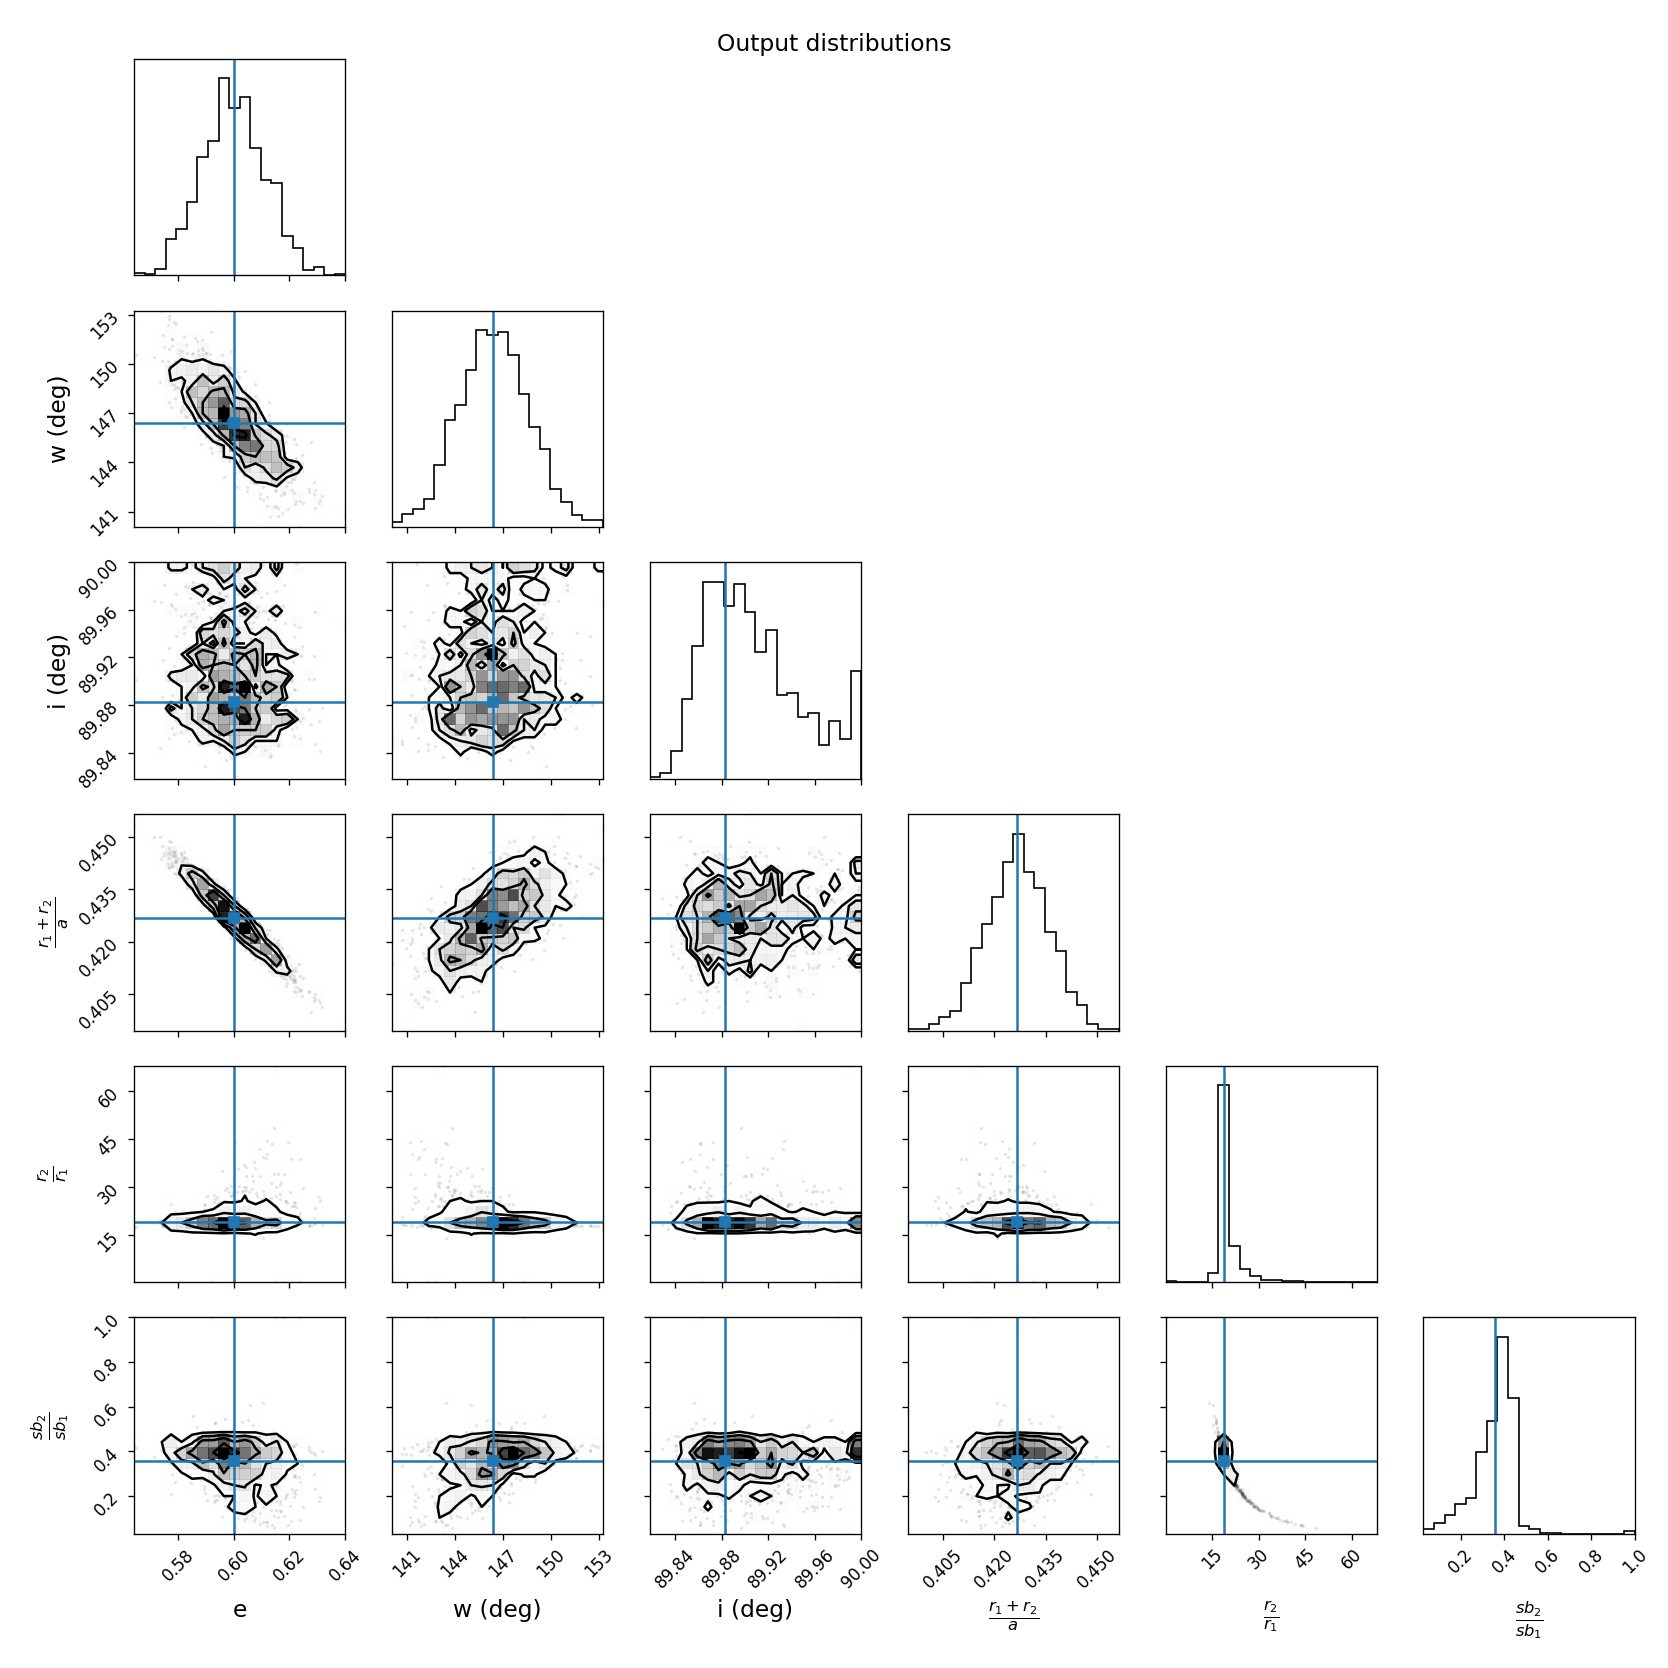 Output distributions
w (deg)
153
150
147
144
141
i (deg)
90.00
89.96
89.92
89.88
89.84
r₁ + r₂
a
0.450
0.435
0.420
0.405
r₂
r₁
60
45
30
15
sb₂
sb₁
1.0
0.8
0.6
0.4
0.2
0.58 0.60 0.62 0.64 141 144 147 150 153 89.84 89.88 89.92 89.96 90.00 0.405 0.420 0.435 0.450 15 30 45 60 0.2 0.4 0.6 0.8 1.0
e w (deg) i (deg) r₁ + r₂ r₂ sb₂
a r₁ sb₁